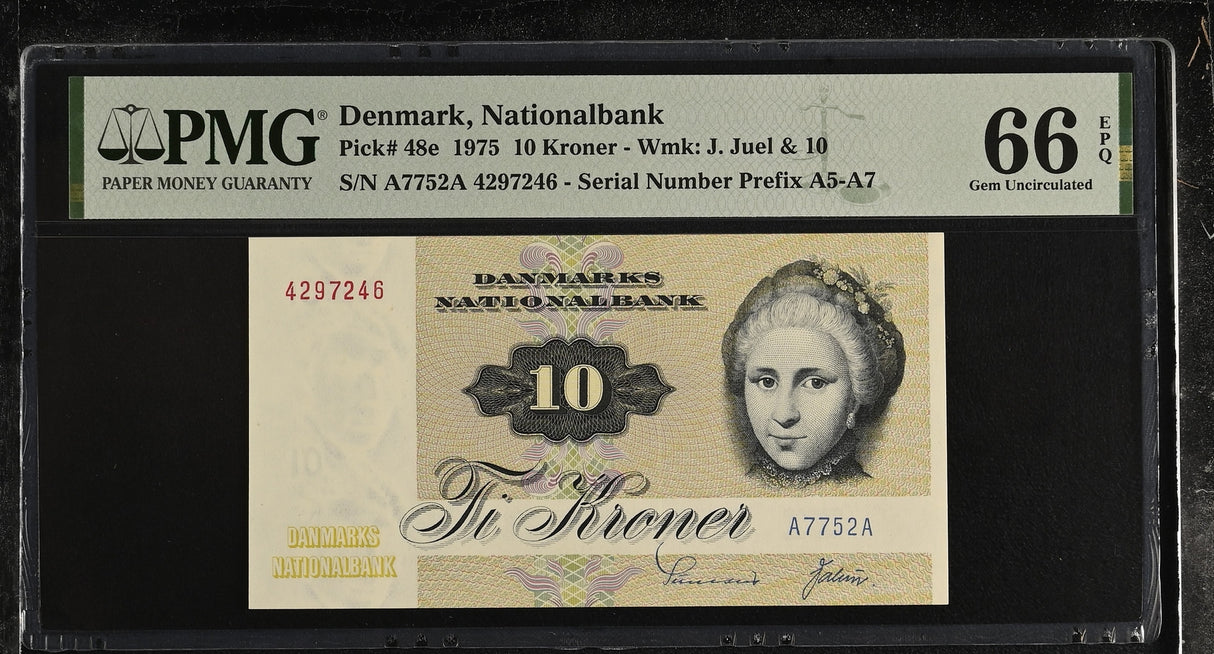 PMG®
PAPER MONEY GUARANTY
Denmark, Nationalbank
Pick# 48e 1975 10 Kroner - Wmk: J. Juel & 10
S/N A7752A 4297246 - Serial Number Prefix A5-A7
66
EPQ
Gem Uncirculated
4297246
DANMARKS
NATIONALBANK
10
Ti Kroner
A7752A
DANMARKS
NATIONALBANK